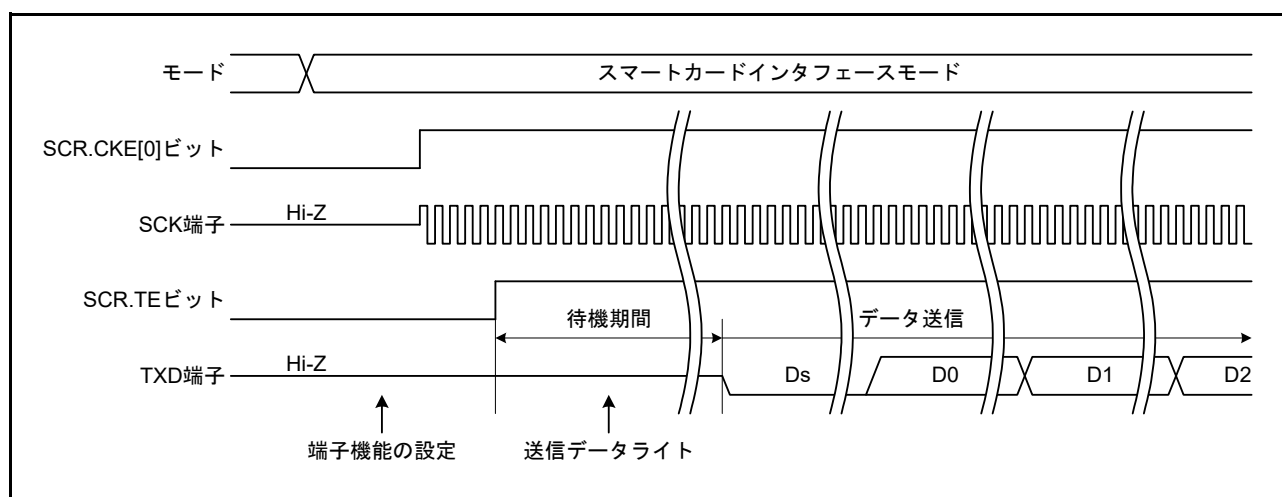 モード
スマートカードインタフェースモード
SCR.CKE[0]ビット
SCK端子
Hi-Z
SCR.TEビット
待機期間
データ送信
TXD端子
Hi-Z
Ds
D0
D1
D2
端子機能の設定
送信データライト